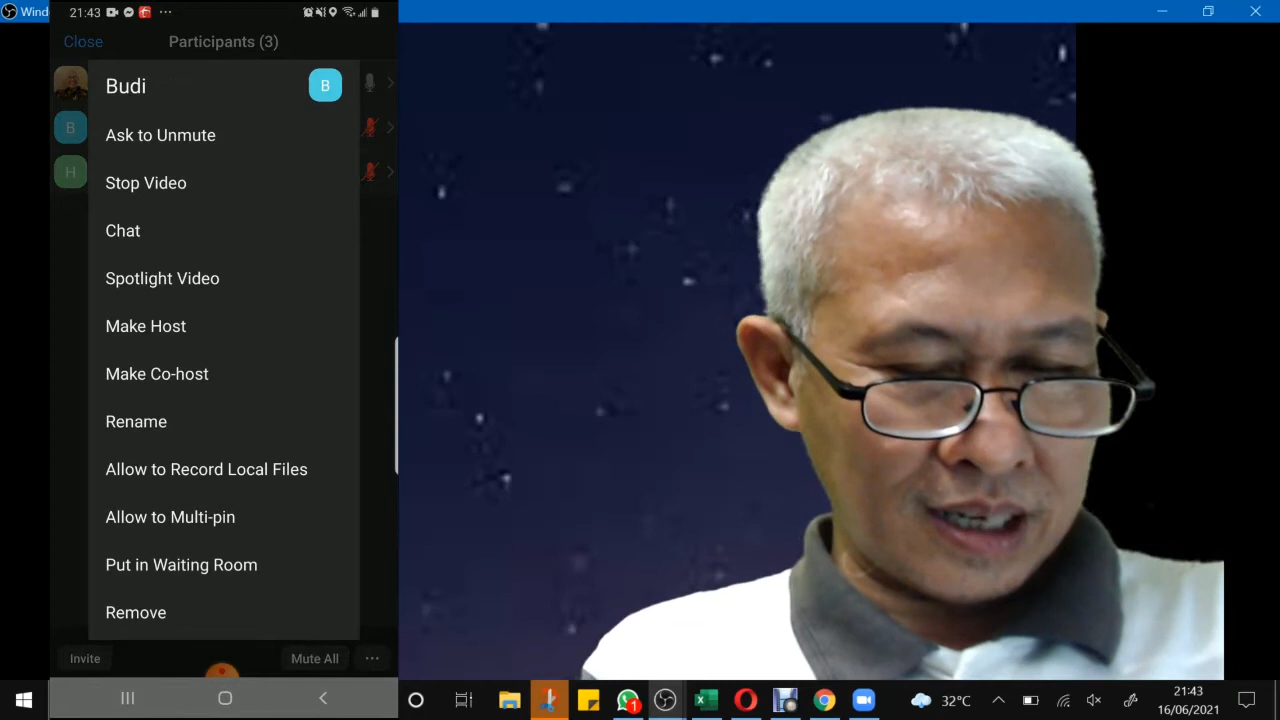 Wind
21:43
Close
Participants (3)
Budi
B
Ask to Unmute
B
H
Stop Video
Chat
Spotlight Video
Make Host
Make Co-host
Rename
Allow to Record Local Files
Allow to Multi-pin
Put in Waiting Room
Remove
Invite
Mute All
1
32°C
21:43
16/06/2021